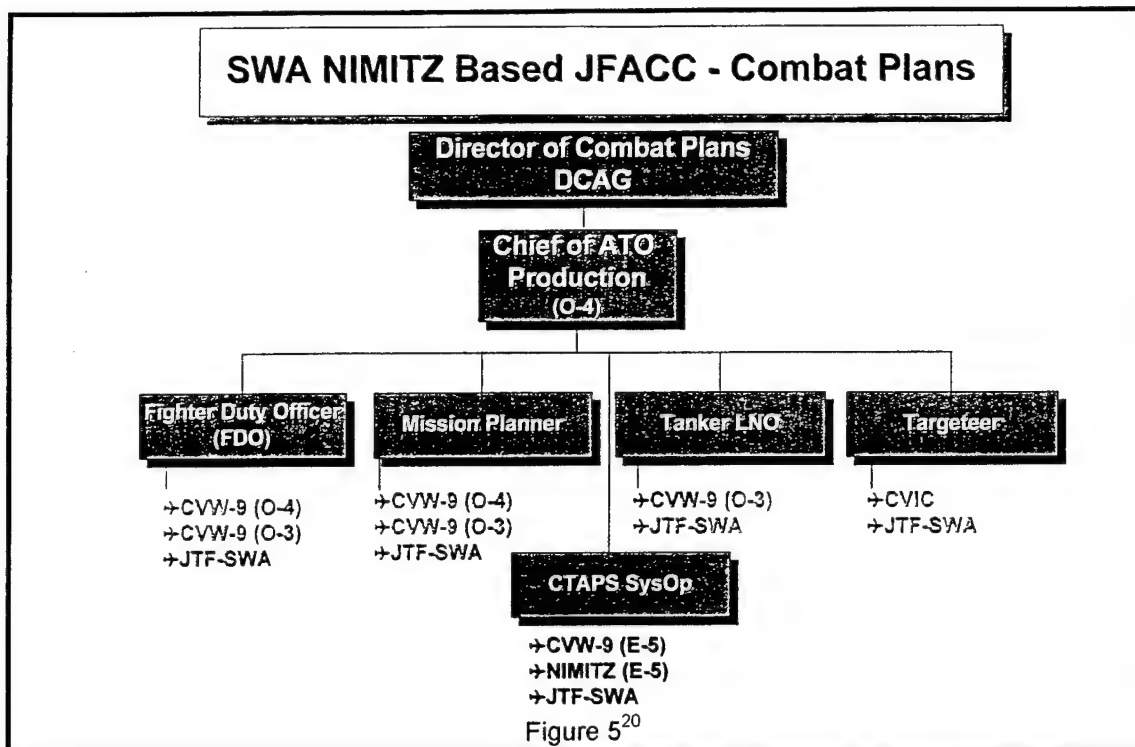 SWA NIMITZ Based JFACC - Combat Plans
Director of Combat Plans
DCAG
Chief of ATO
Production
(O-4)
Fighter Duty Officer
(FDO)
✈CVW-9 (O-4)
✈CVW-9 (O-3)
✈JTF-SWA
Mission Planner
✈CVW-9 (O-4)
✈CVW-9 (O-3)
✈JTF-SWA
Tanker LNO
✈CVW-9 (O-3)
✈JTF-SWA
Targeteer
✈CVIC
✈JTF-SWA
CTAPS SysOp
✈CVW-9 (E-5)
✈NIMITZ (E-5)
✈JTF-SWA
Figure 5²⁰